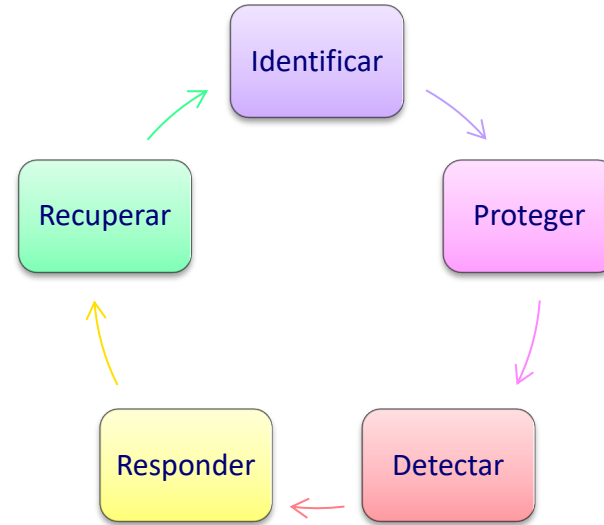 Identificar
Proteger
Detectar
Responder
Recuperar